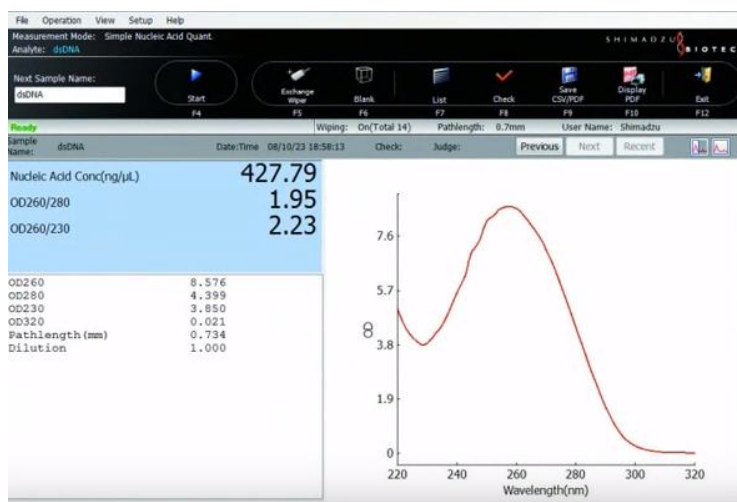 File Operation View Setup Help
Measurement Mode: Simple Nucleic Acid Quant.
Analyte: dsDNA
SHIMADZU BIOTEC
Next Sample Name:
dsDNA
Start
Exchange Wiper
Blank
List
Check
Save CSV/PDF
Display PDF
Exit
F4 F5 F6 F7 F8 F9 F10 F12
Ready Wiping: On(Total 14) Pathlength: 0.7mm User Name: Shimadzu
Sample Name: dsDNA Date:Time 08/10/23 18:58:13 Check: Judge: Previous Next Recent
Nucleic Acid Conc(ng/µL) 427.79
OD260/280 1.95
OD260/230 2.23
OD260 8.576
OD280 4.399
OD230 3.850
OD320 0.021
Pathlength(mm) 0.734
Dilution 1.000
7.6
5.7
OD
3.8
1.9
0
220 240 260 280 300 320
Wavelength(nm)